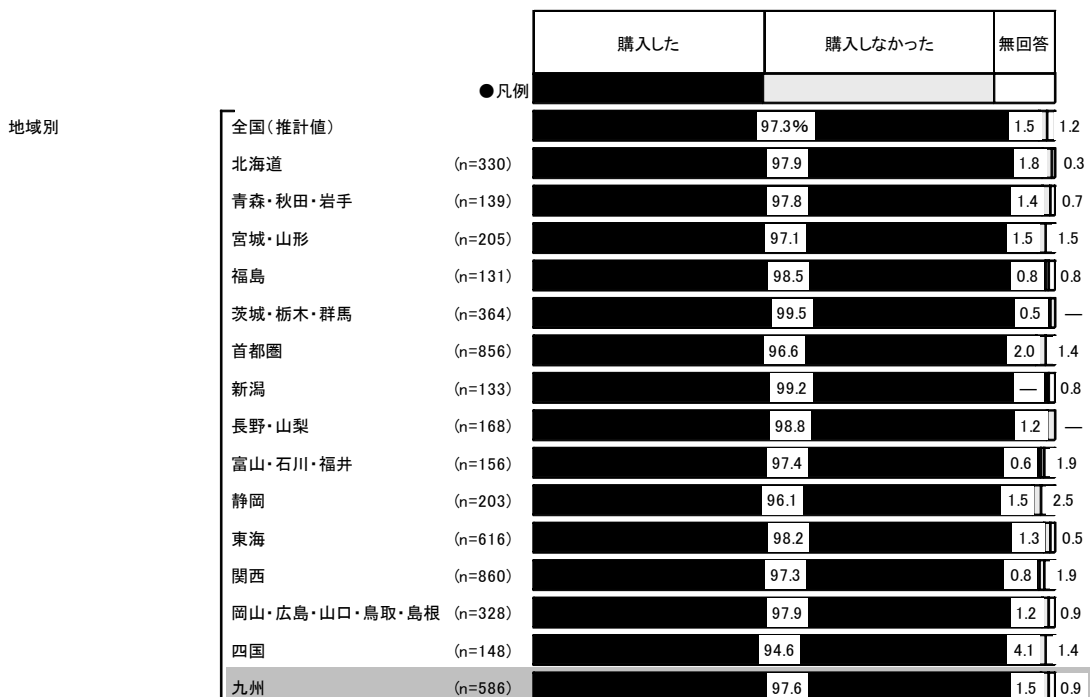 購入した 購入しなかった 無回答
●凡例
地域別 全国(推計値) 97.3% 1.5 1.2
北海道 (n=330) 97.9 1.8 0.3
青森・秋田・岩手 (n=139) 97.8 1.4 0.7
宮城・山形 (n=205) 97.1 1.5 1.5
福島 (n=131) 98.5 0.8 0.8
茨城・栃木・群馬 (n=364) 99.5 0.5 —
首都圏 (n=856) 96.6 2.0 1.4
新潟 (n=133) 99.2 — 0.8
長野・山梨 (n=168) 98.8 1.2 —
富山・石川・福井 (n=156) 97.4 0.6 1.9
静岡 (n=203) 96.1 1.5 2.5
東海 (n=616) 98.2 1.3 0.5
関西 (n=860) 97.3 0.8 1.9
岡山・広島・山口・鳥取・島根 (n=328) 97.9 1.2 0.9
四国 (n=148) 94.6 4.1 1.4
九州 (n=586) 97.6 1.5 0.9